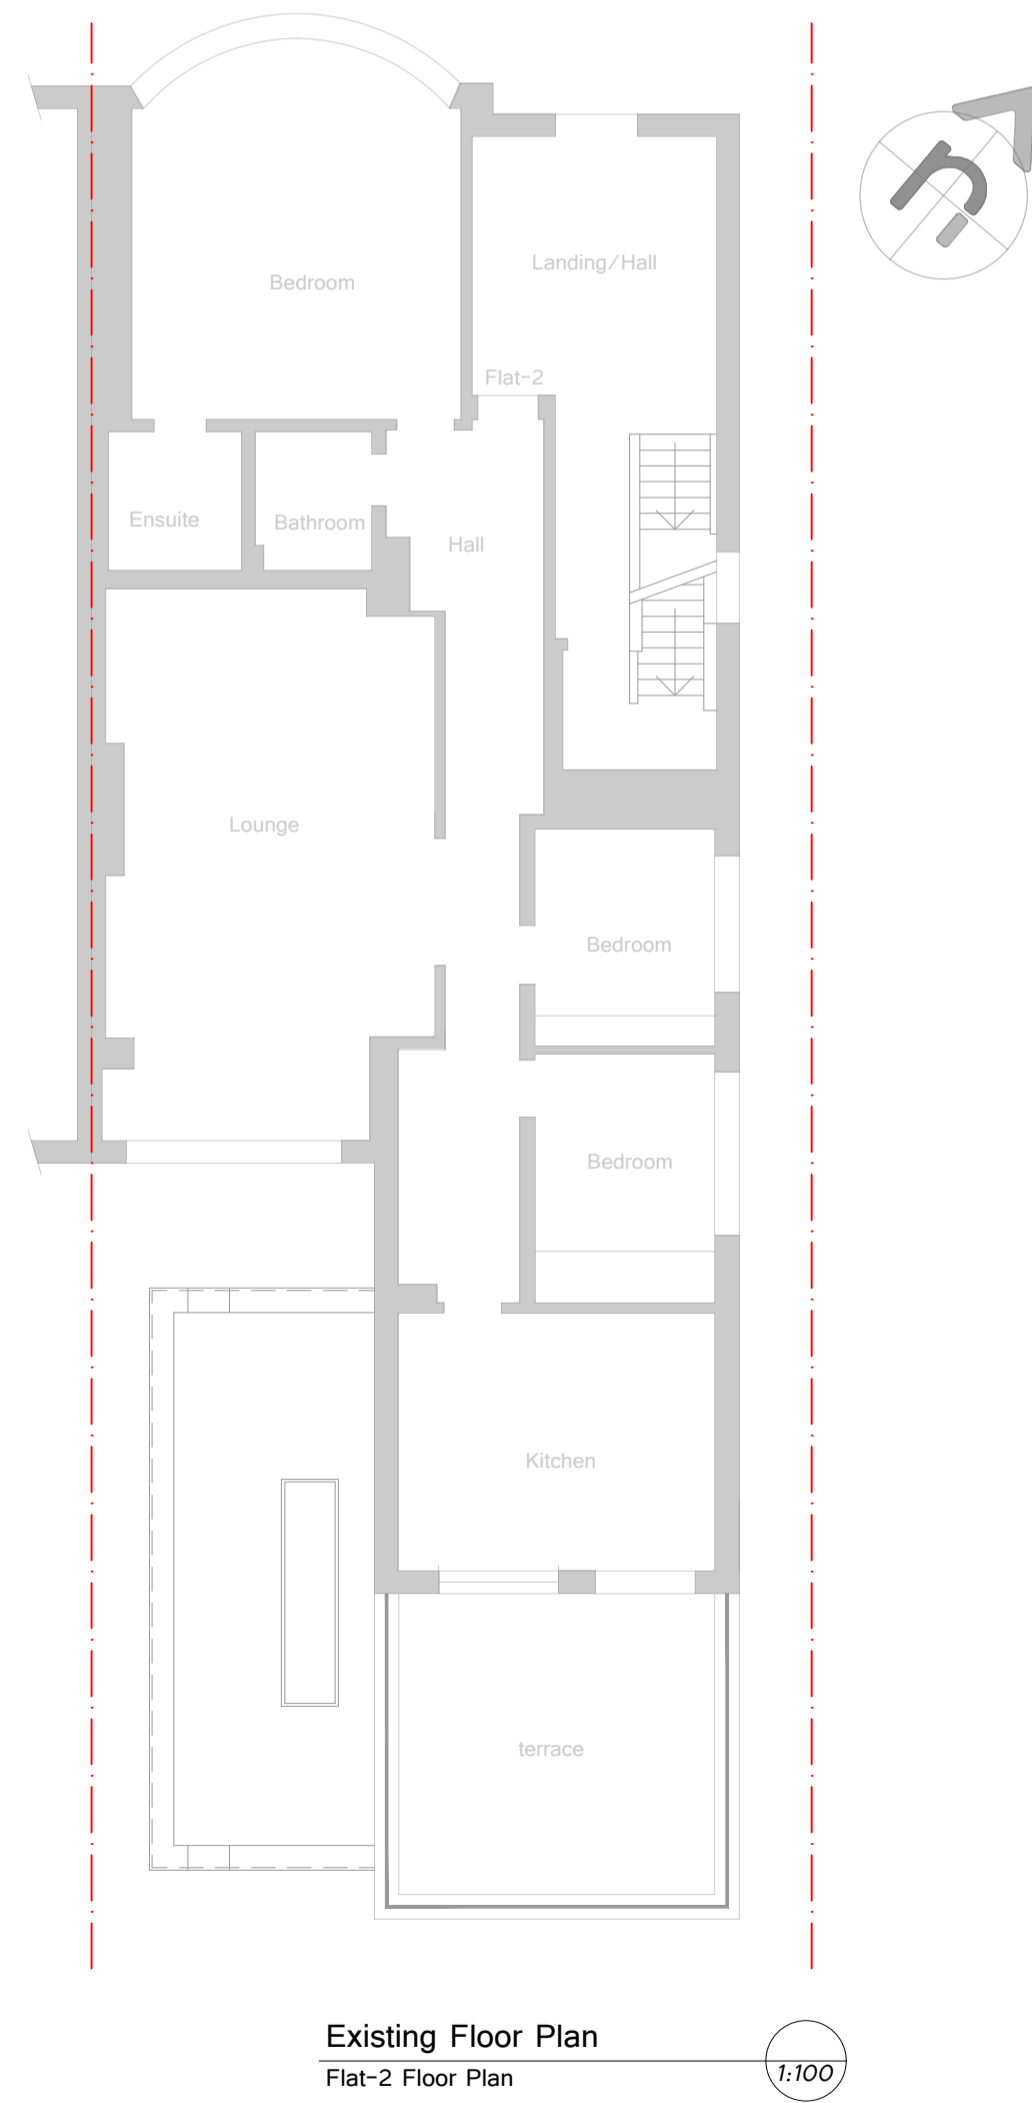 n
Landing/Hall
Bedroom
Flat-2
Ensuite
Bathroom
Hall
Lounge
Bedroom
Bedroom
Kitchen
terrace
Existing Floor Plan
Flat-2 Floor Plan
1:100